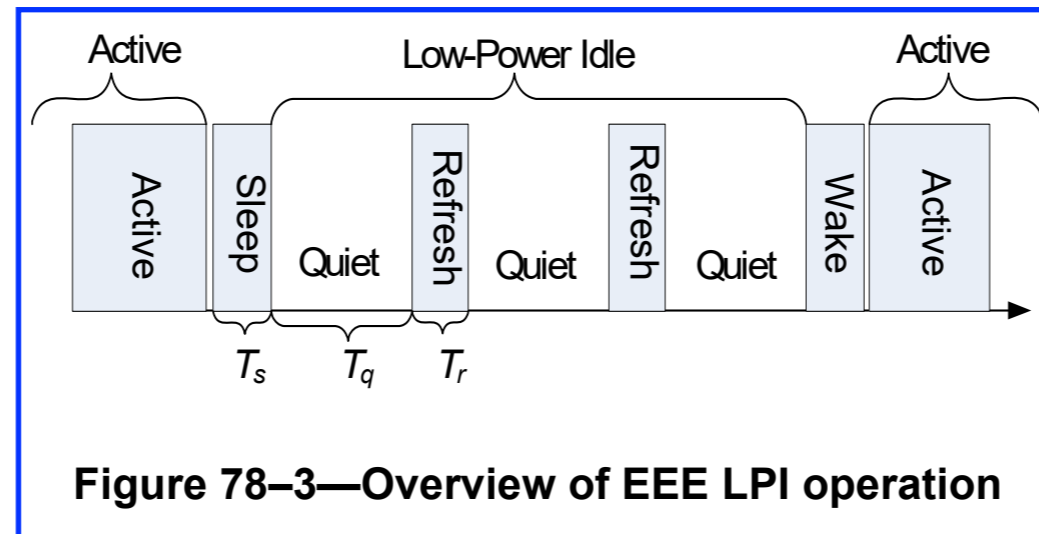 Active
Low-Power Idle
Active
Active
Sleep
Quiet
Refresh
Quiet
Refresh
Quiet
Wake
Active
Ts
Tq
Tr
Figure 78–3—Overview of EEE LPI operation